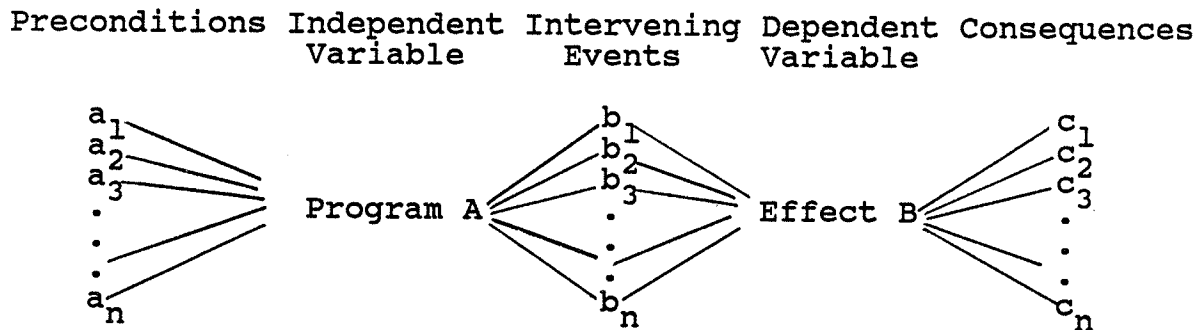 Preconditions Independent Intervening Dependent Consequences
Variable Events Variable
a1 b1 c1
a2 b2 c2
a3 b3 c3
Program A Effect B
an bn cn